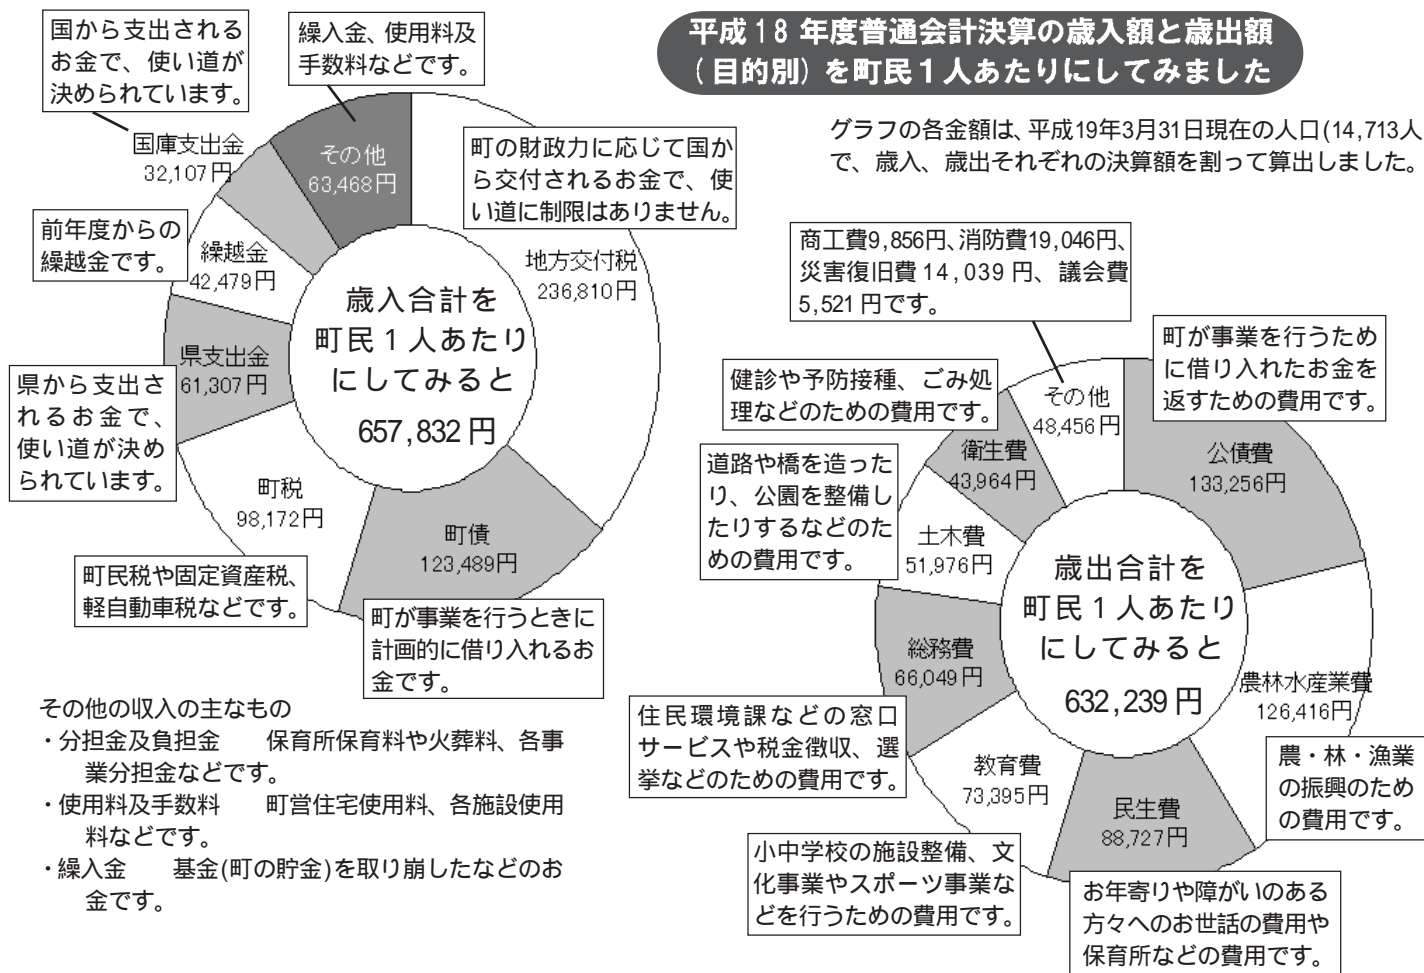 平成18年度普通会計決算の歳入額と歳出額
(目的別)を町民1人あたりにしてみました
グラフの各金額は、平成19年3月31日現在の人口(14,713人
で、歳入、歳出それぞれの決算額を割って算出しました。
国から支出される
お金で、使い道が
決められています。
繰入金、使用料及
手数料などです。
国庫支出金
32,107円
その他
63,468円
町の財政力に応じて国か
ら交付されるお金で、使
い道に制限はありません。
地方交付税
236,810円
前年度からの
繰越金です。
繰越金
42,479円
歳入合計を
町民1人あたり
にしてみると
657,832円
県支出金
61,307円
県から支出さ
れるお金で、
使い道が決め
られています。
町税
98,172円
町債
123,489円
町民税や固定資産税、
軽自動車税などです。
町が事業を行うときに
計画的に借り入れるお
金です。
その他の収入の主なもの
・分担金及負担金 保育所保育料や火葬料、各事
業分担金などです。
・使用料及手数料 町営住宅使用料、各施設使用
料などです。
・繰入金 基金(町の貯金)を取り崩したなどのお
金です。
商工費9,856円、消防費19,046円、
災害復旧費14,039円、議会費
5,521円です。
町が事業を行うため
に借り入れたお金を
返すための費用です。
健診や予防接種、ごみ処
理などのための費用です。
その他
48,456円
公債費
133,256円
衛生費
43,964円
道路や橋を造った
り、公園を整備し
たりするなどのた
めの費用です。
土木費
51,976円
歳出合計を
町民1人あたり
にしてみると
632,239円
総務費
66,049円
農林水産業費
126,416円
住民環境課などの窓口
サービスや税金徴収、選
挙などのための費用です。
農・林・漁業
の振興のため
の費用です。
教育費
73,395円
民生費
88,727円
小中学校の施設整備、文
化事業やスポーツ事業な
どを行うための費用です。
お年寄りや障がいのある
方々へのお世話の費用や
保育所などの費用です。